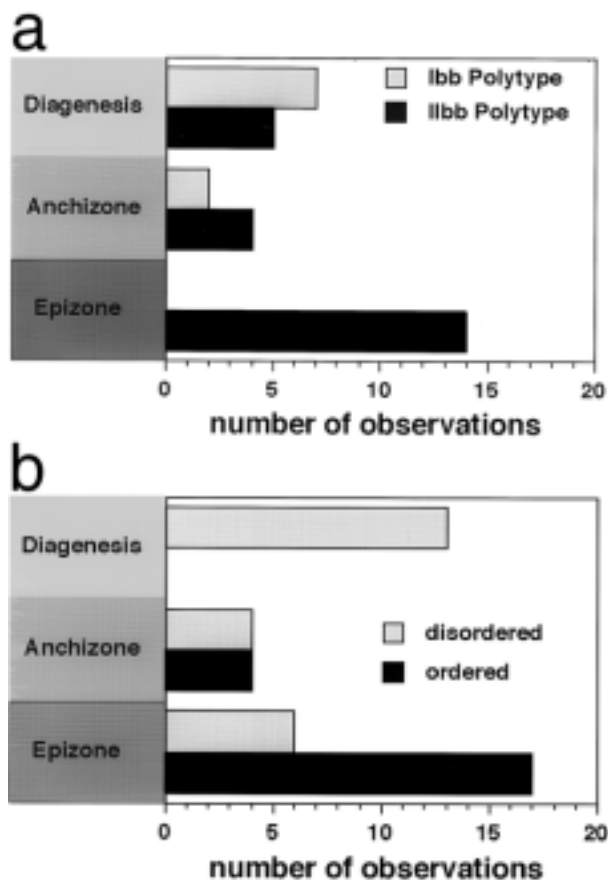 a
Ibb Polytype
IIbb Polytype
Diagenesis
Anchizone
Epizone
0 5 10 15 20
number of observations
b
Diagenesis
Anchizone
Epizone
disordered
ordered
0 5 10 15 20
number of observations